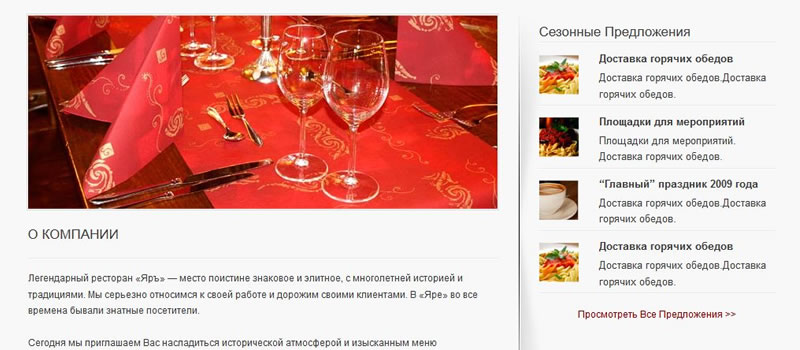 О КОМПАНИИ
Легендарный ресторан «Яръ» — место поистине знаковое и элитное, с многолетней историей и
традициями. Мы серьезно относимся к своей работе и дорожим своими клиентами. В «Яре» во все
времена бывали знатные посетители.
Сегодня мы приглашаем Вас насладиться исторической атмосферой и изысканным меню
Сезонные Предложения
Доставка горячих обедов
Доставка горячих обедов.Доставка
горячих обедов.
Площадки для мероприятий
Площадки для мероприятий.
Доставка горячих обедов.
“Главный” праздник 2009 года
Доставка горячих обедов.Доставка
горячих обедов.
Доставка горячих обедов
Доставка горячих обедов.Доставка
горячих обедов.
Просмотреть Все Предложения >>